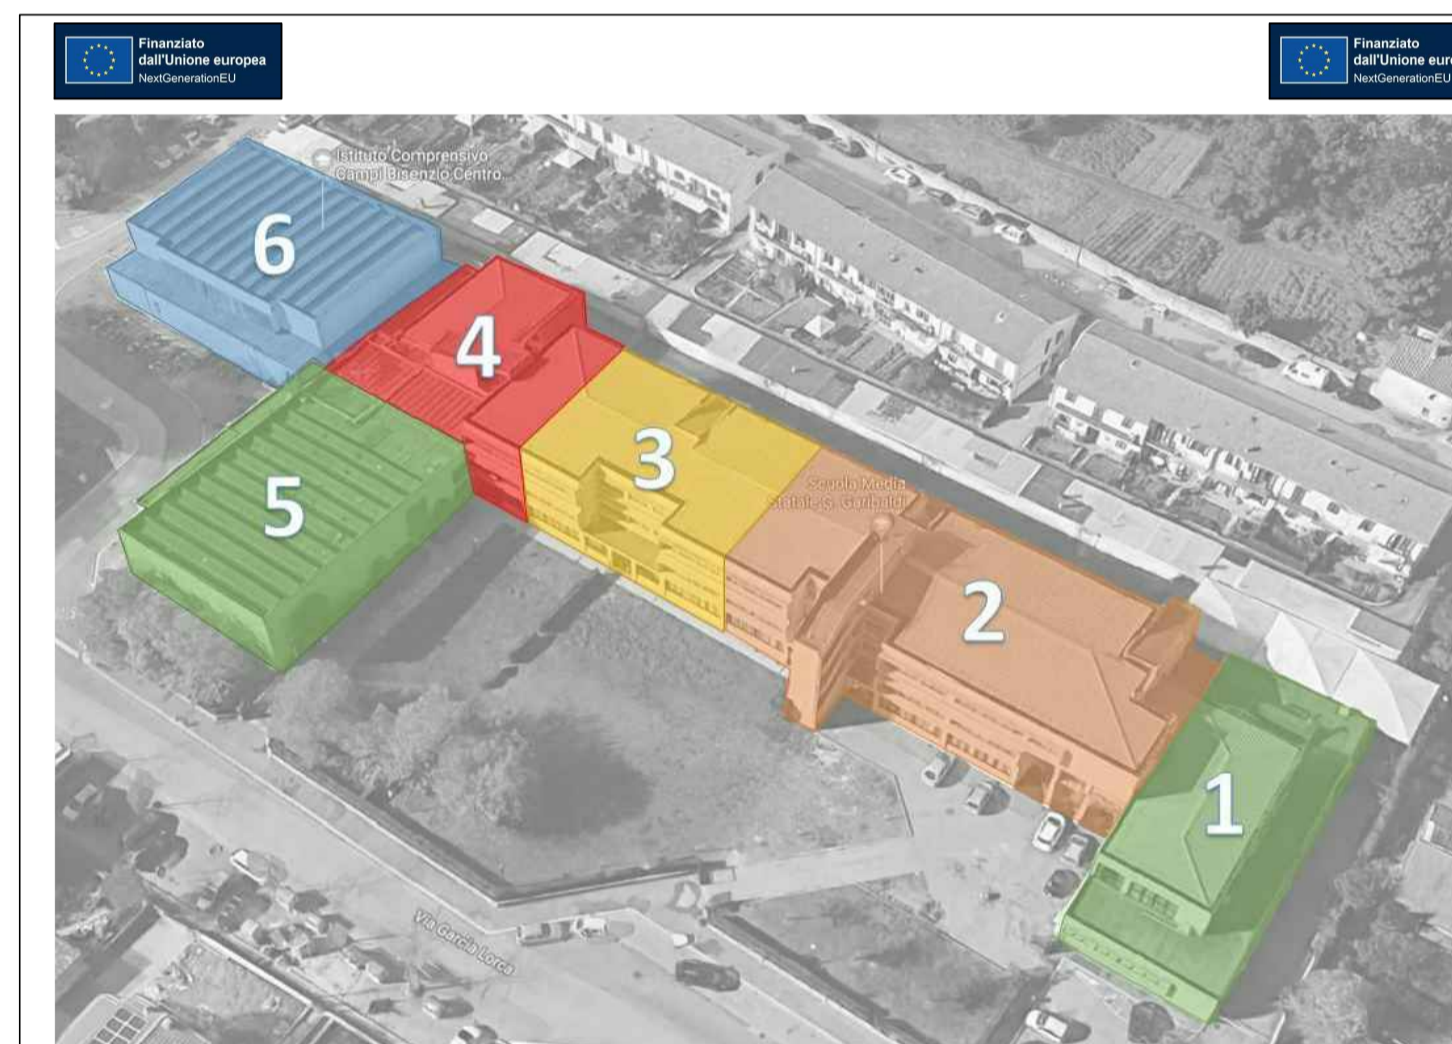 Finanziato
dall'Unione europea
NextGenerationEU
Finanziato
dall'Unione euro
NextGenerationEU
Istituto Comprensivo
Campi Bisenzio Centro...
6
4
3
5
Scuola Media
Statale G. Garibaldi
2
1
Via Garcia Lorca